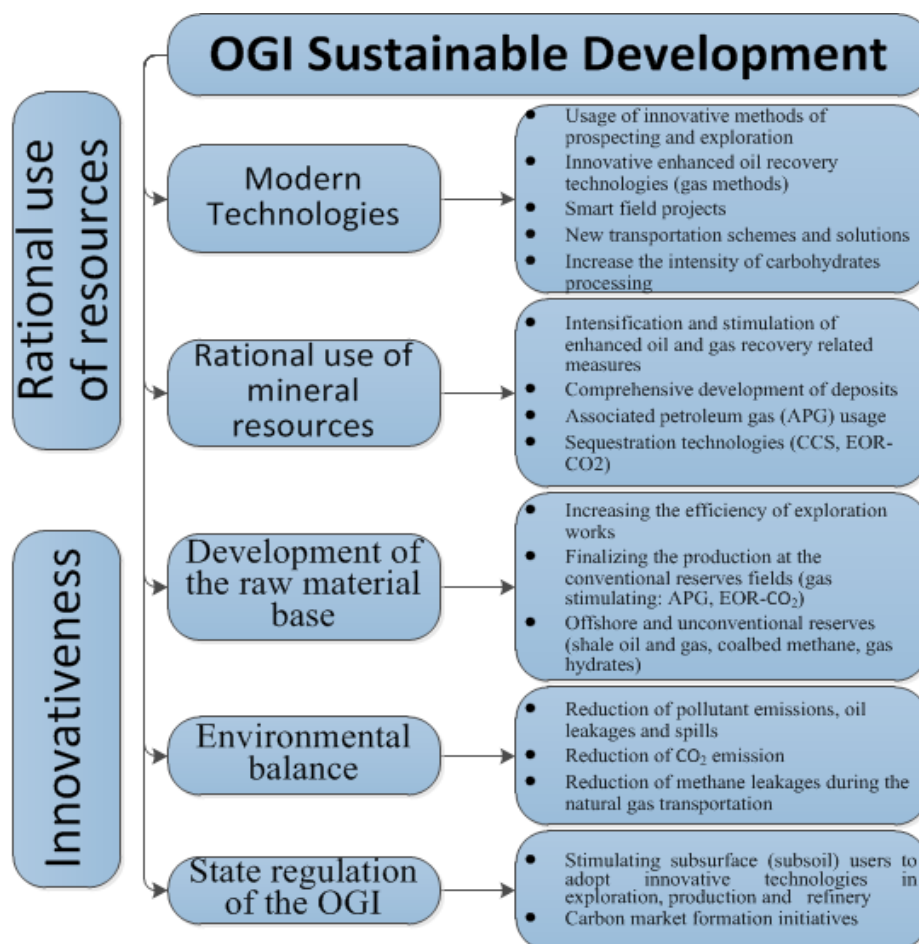 OGI Sustainable Development
Rational use
of resources
Innovativeness
Modern
Technologies
● Usage of innovative methods of
prospecting and exploration
● Innovative enhanced oil recovery
technologies (gas methods)
● Smart field projects
● New transportation schemes and solutions
● Increase the intensity of carbohydrates
processing
Rational use of
mineral
resources
● Intensification and stimulation of
enhanced oil and gas recovery related
measures
● Comprehensive development of deposits
● Associated petroleum gas (APG) usage
● Sequestration technologies (CCS, EOR-
CO2)
Development of
the raw material
base
● Increasing the efficiency of exploration
works
● Finalizing the production at the
conventional reserves fields (gas
stimulating: APG, EOR-CO₂)
● Offshore and unconventional reserves
(shale oil and gas, coalbed methane, gas
hydrates)
Environmental
balance
● Reduction of pollutant emissions, oil
leakages and spills
● Reduction of CO₂ emission
● Reduction of methane leakages during the
natural gas transportation
State regulation
of the OGI
● Stimulating subsurface (subsoil) users to
adopt innovative technologies in
exploration, production and refinery
● Carbon market formation initiatives